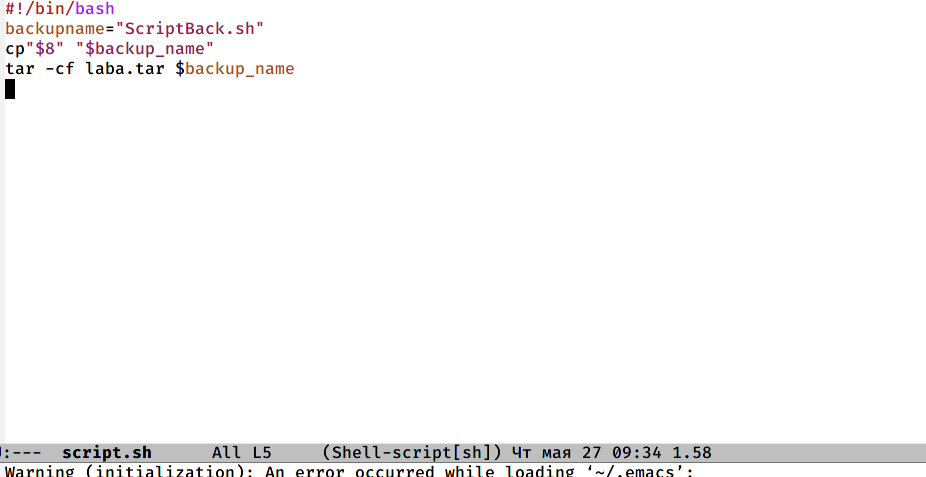 #!/bin/bash
backupname="ScriptBack.sh"
cp"$8" "$backup_name"
tar -cf laba.tar $backup_name
:--- script.sh All L5 (Shell-script[sh]) Чт мая 27 09:34 1.58
Warning (initialization): An error occurred while loading ‘~/.emacs’: